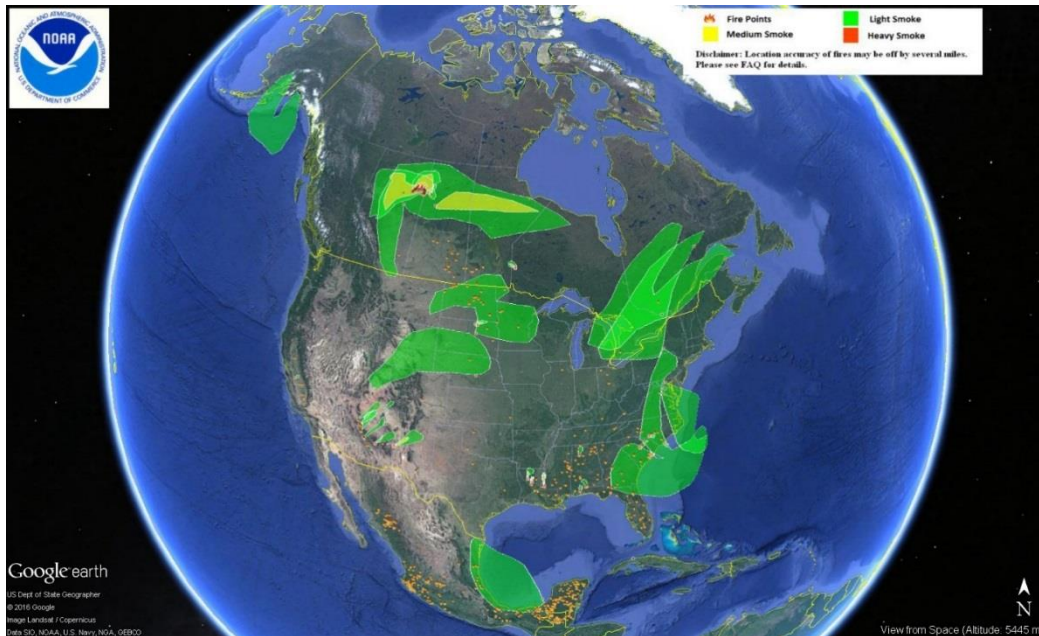 NATIONAL OCEANIC AND ATMOSPHERIC ADMINISTRATION
NOAA
U.S. DEPARTMENT OF COMMERCE
Fire Points
Light Smoke
Medium Smoke
Heavy Smoke
Disclaimer: Location accuracy of fires may be off by several miles.
Please see FAQ for details.
Google earth
US Dept of State Geographer
© 2016 Google
Image Landsat / Copernicus
Data SIO, NOAA, U.S. Navy, NGA, GEBCO
N
View from Space (Altitude: 5445 m